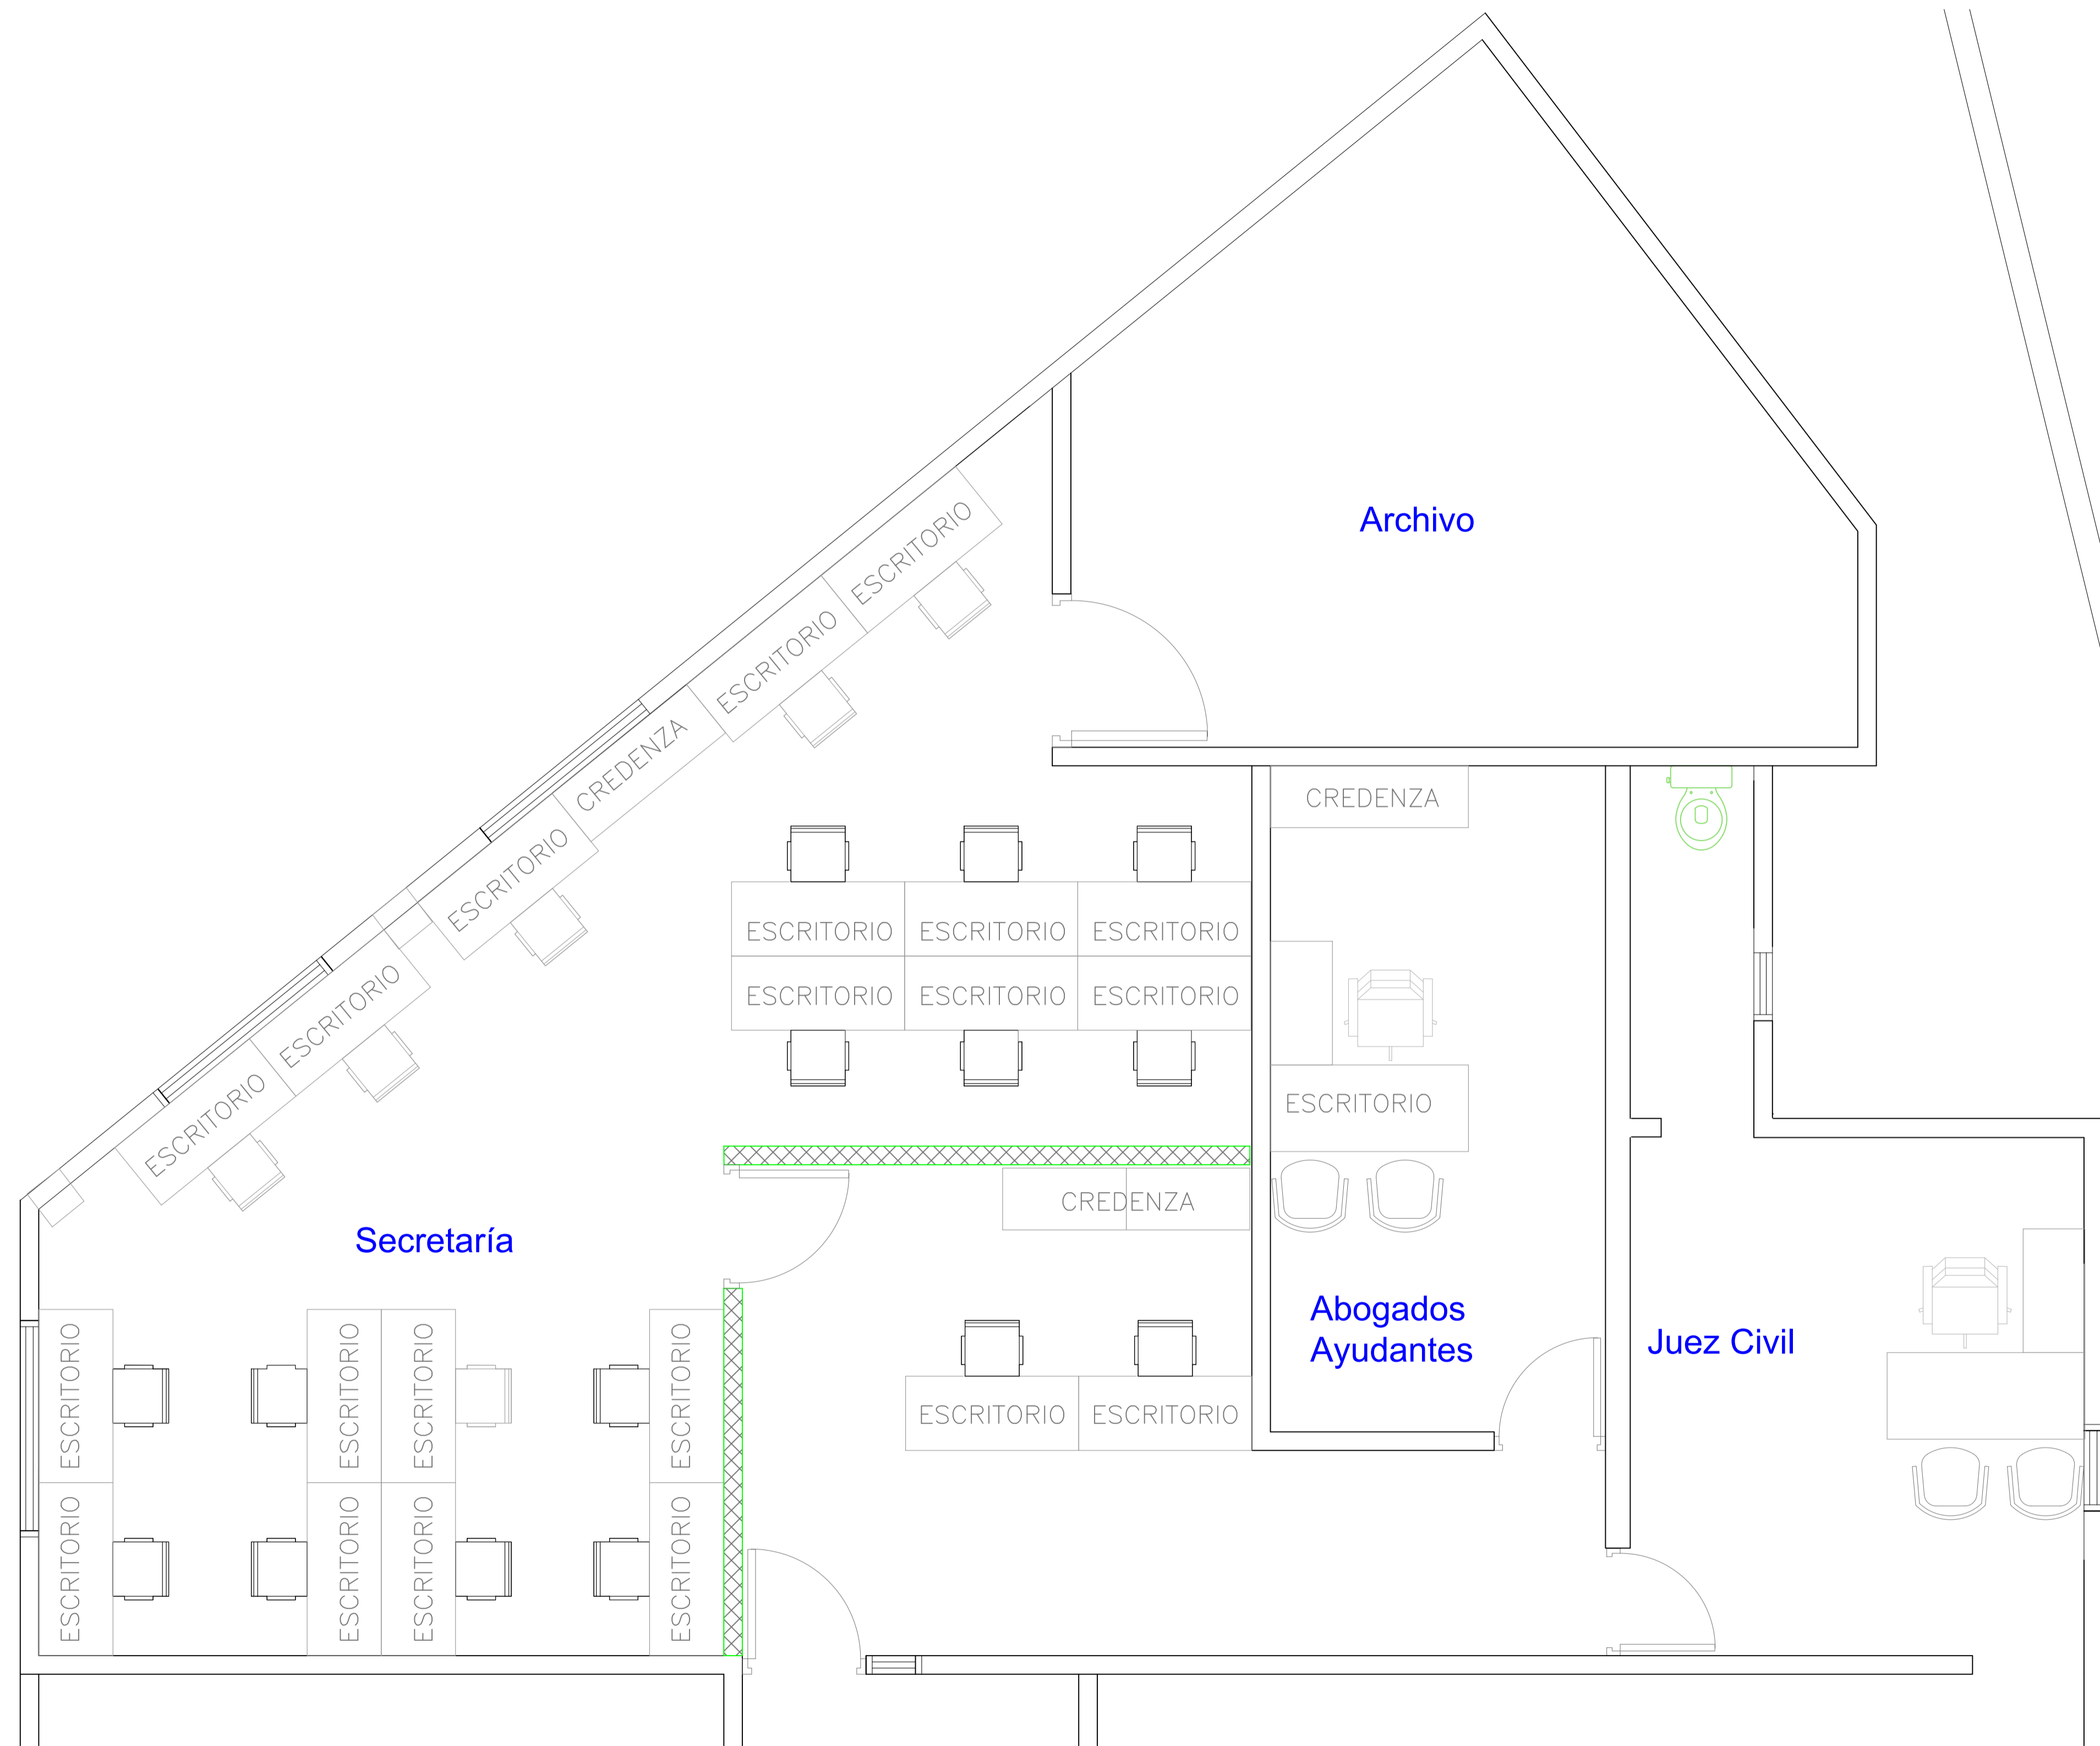 Archivo
ESCRITORIO
ESCRITORIO
CREDENZA
ESCRITORIO
ESCRITORIO
ESCRITORIO
CREDENZA
ESCRITORIO ESCRITORIO ESCRITORIO
ESCRITORIO ESCRITORIO ESCRITORIO
ESCRITORIO
CREDENZA
Secretaría
Abogados
Ayudantes
Juez Civil
ESCRITORIO ESCRITORIO ESCRITORIO ESCRITORIO
ESCRITORIO ESCRITORIO
ESCRITORIO ESCRITORIO ESCRITORIO ESCRITORIO